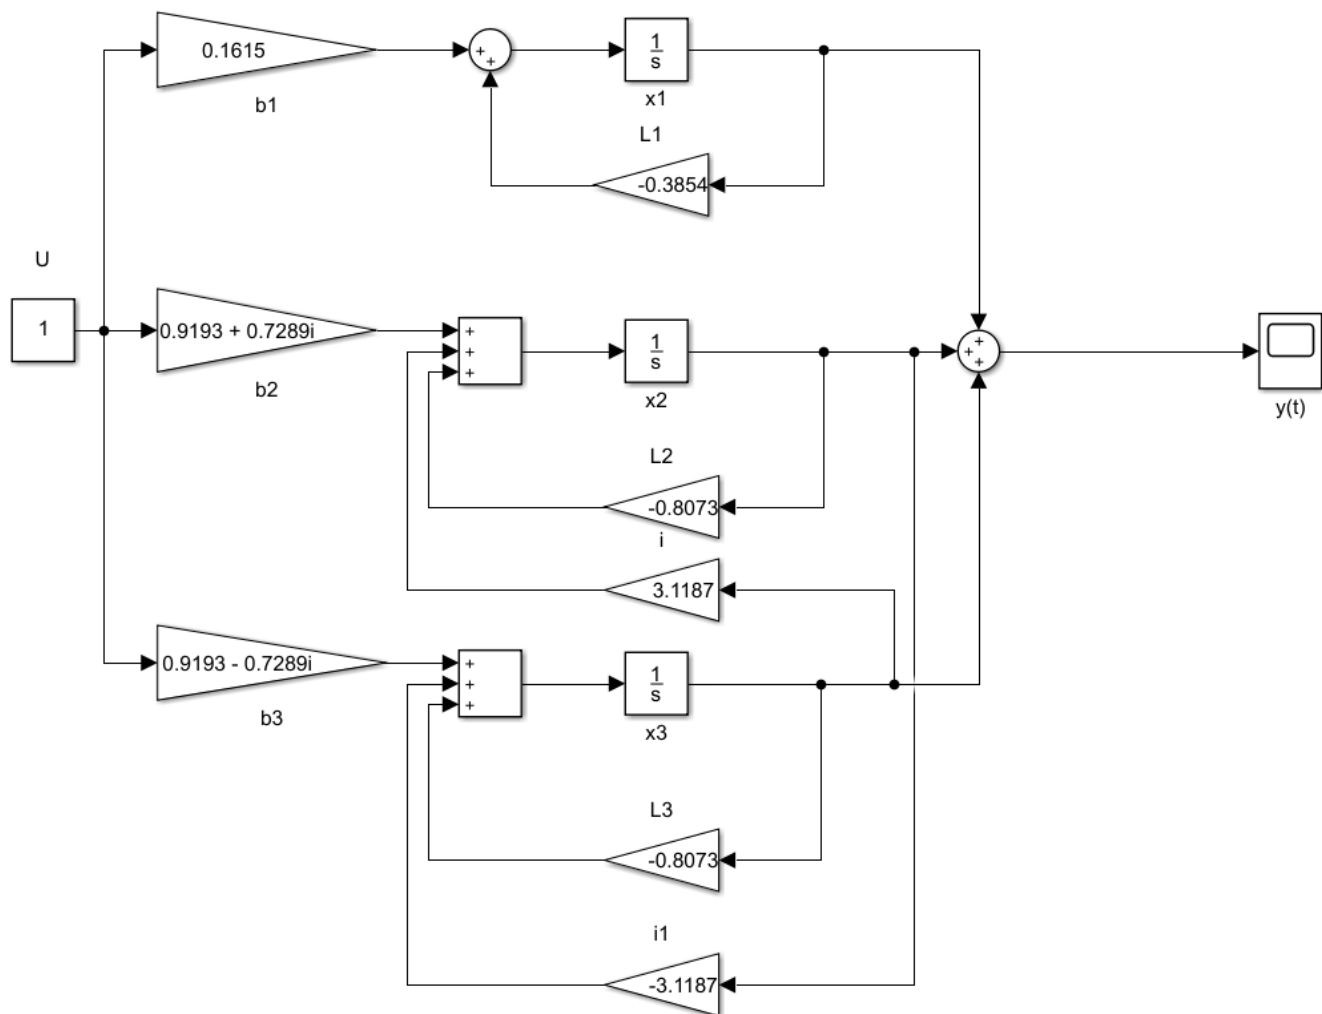 0.1615
+
+
1
s
b1
x1
L1
-0.3854
U
1
0.9193 + 0.7289i
+
+
+
1
s
+
+
+
b2
x2
y(t)
L2
-0.8073
i
3.1187
0.9193 - 0.7289i
+
+
+
1
s
b3
x3
L3
-0.8073
i1
-3.1187